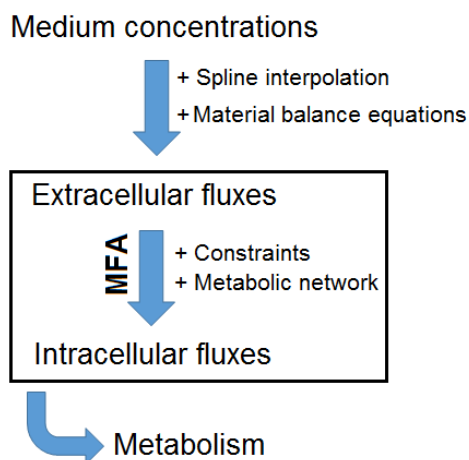 Medium concentrations
+ Spline interpolation
+ Material balance equations
Extracellular fluxes
MFA
+ Constraints
+ Metabolic network
Intracellular fluxes
Metabolism